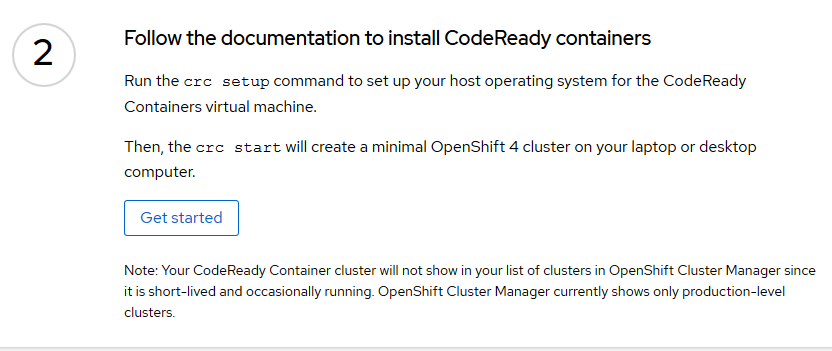 2
Follow the documentation to install CodeReady containers
Run the crc setup command to set up your host operating system for the CodeReady
Containers virtual machine.
Then, the crc start will create a minimal OpenShift 4 cluster on your laptop or desktop
computer.
Get started
Note: Your CodeReady Container cluster will not show in your list of clusters in OpenShift Cluster Manager since
it is short-lived and occasionally running. OpenShift Cluster Manager currently shows only production-level
clusters.